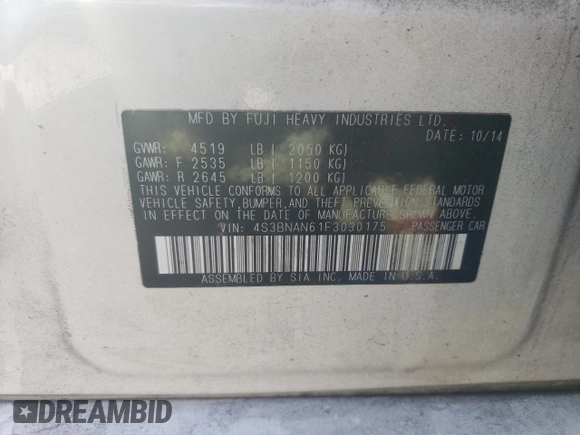 MFD BY FUJI HEAVY INDUSTRIES LTD.
DATE: 10/14
GVWR: 4519 LB ( 2050 KG)
GAWR: F 2535 LB ( 1150 KG)
GAWR: R 2645 LB ( 1200 KG)
THIS VEHICLE CONFORMS TO ALL APPLICABLE FEDERAL MOTOR
VEHICLE SAFETY, BUMPER, AND THEFT PREVENTION STANDARDS
IN EFFECT ON THE DATE OF MANUFACTURE SHOWN ABOVE.
VIN: 4S3BNAN61F3030175 PASSENGER CAR
ASSEMBLED BY SIA INC. MADE IN U.S.A.
DREAMBID